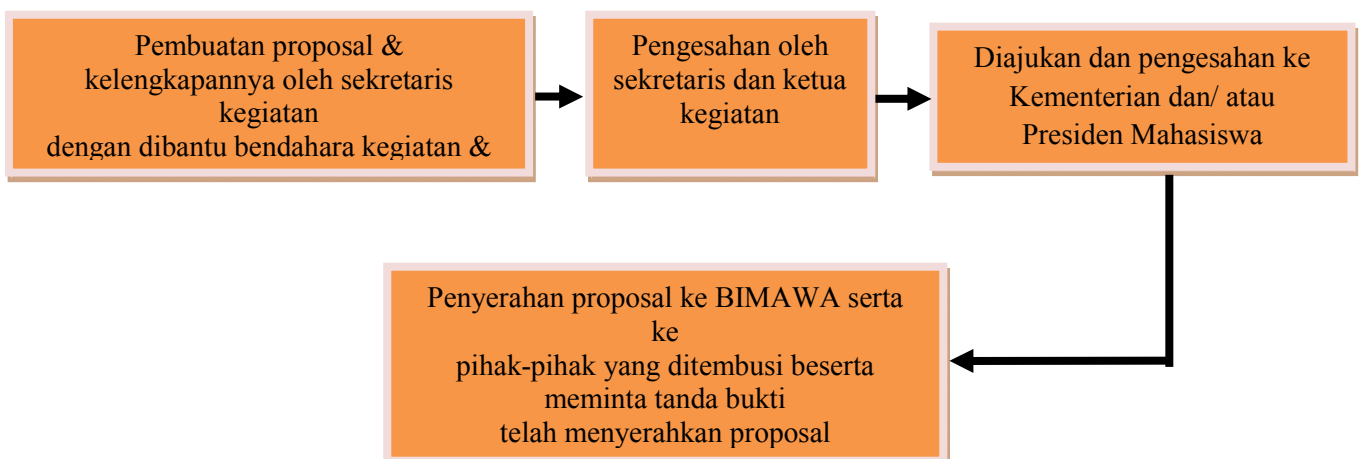 Pembuatan proposal &
kelengkapannya oleh sekretaris
kegiatan
dengan dibantu bendahara kegiatan &
Pengesahan oleh
sekretaris dan ketua
kegiatan
Diajukan dan pengesahan ke
Kementerian dan/ atau
Presiden Mahasiswa
Penyerahan proposal ke BIMAWA serta
ke
pihak-pihak yang ditembusi beserta
meminta tanda bukti
telah menyerahkan proposal